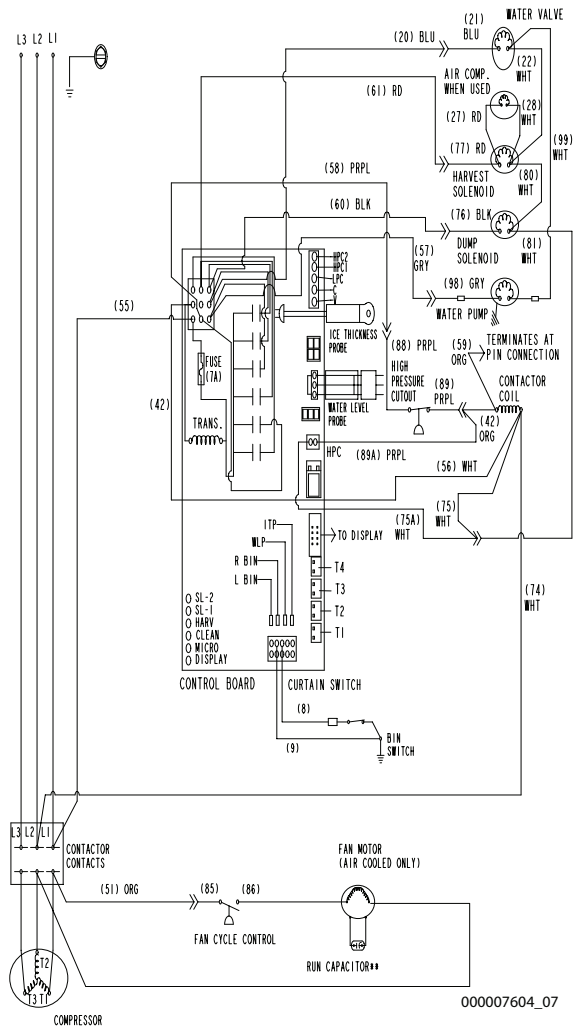 WATER VALVE
L3 L2 L1
(20) BLU
(21)
BLU
(22)
WHT
AIR COMP.
WHEN USED
(61) RD
(27) RD
(28)
WHT
(99)
WHT
(77) RD
(58) PRPL
HARVEST
SOLENOID
(80)
WHT
(60) BLK
(76) BLK
(57)
GRY
DUMP
SOLENOID
(81)
WHT
HPC2
HPC1
LPC
C
V
(98) GRY
WATER PUMP
(55)
ICE THICKNESS
PROBE
(88) PRPL
(59)
ORG
TERMINATES AT
PIN CONNECTION
FUSE
(7A)
HIGH
PRESSURE
CUTOUT
(89)
PRPL
CONTACTOR
COIL
(42)
TRANS.
WATER LEVEL
PROBE
(42)
ORG
HPC
(89A) PRPL
(56) WHT
(75)
WHT
(75A)
WHT
ITP
WLP
R BIN
L BIN
TO DISPLAY
T4
T3
T2
T1
(74)
WHT
SL-2
SL-1
HARV
CLEAN
MICRO
DISPLAY
CONTROL BOARD
CURTAIN SWITCH
(8)
(9)
BIN
SWITCH
L3 L2 L1
CONTACTOR
CONTACTS
FAN MOTOR
(AIR COOLED ONLY)
(51) ORG
(85)
(86)
FAN CYCLE CONTROL
RUN CAPACITOR**
T2
T3 T1
COMPRESSOR
000007604_07